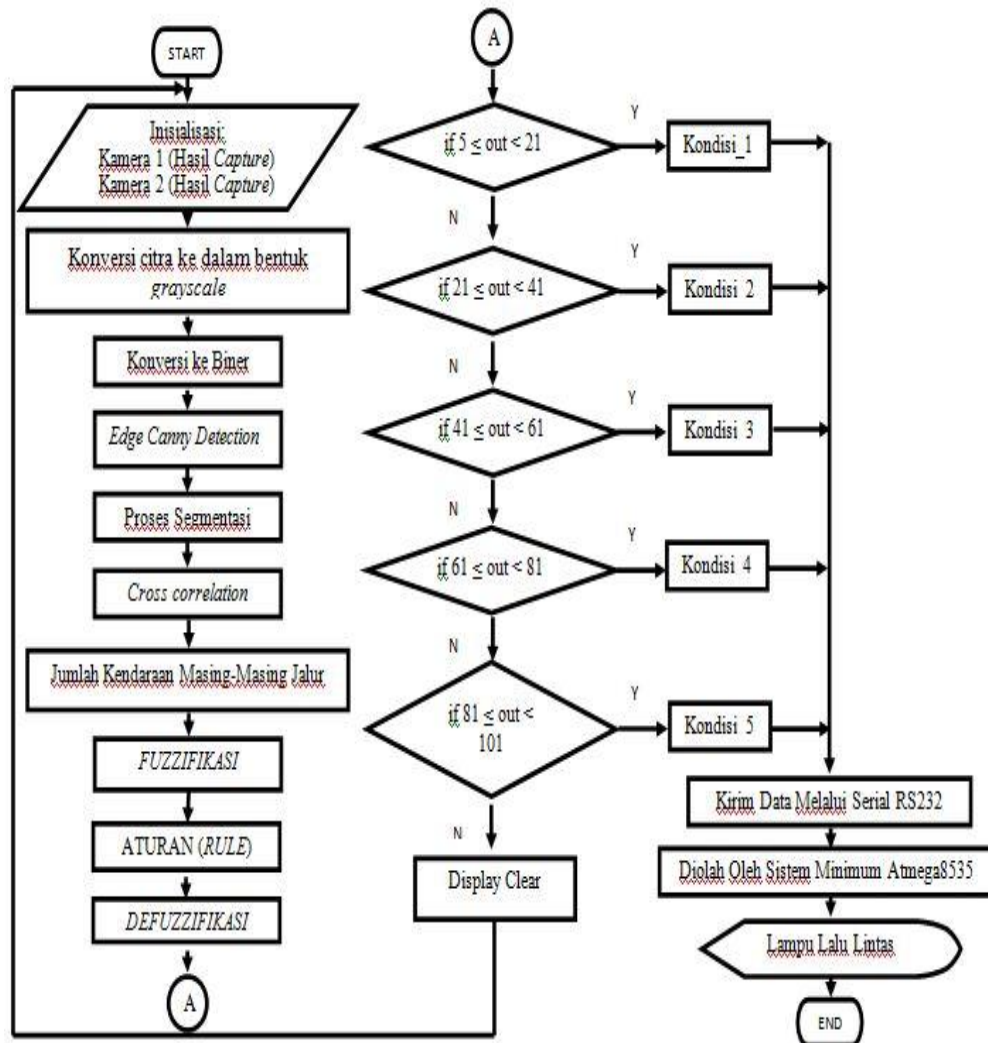 START
Inisialisasi:
Kamera 1 (Hasil Capture)
Kamera 2 (Hasil Capture)
Konversi citra ke dalam bentuk
grayscale
Konversi ke Biner
Edge Canny Detection
Proses Segmentasi
Cross correlation
Jumlah Kendaraan Masing-Masing Jalur
FUZZIFIKASI
ATURAN (RULE)
DEFUZZIFIKASI
A
A
if 5 ≤ out < 21
Y
Kondisi_1
N
if 21 ≤ out < 41
Y
Kondisi 2
N
if 41 ≤ out < 61
Y
Kondisi 3
N
if 61 ≤ out < 81
Y
Kondisi 4
N
if 81 ≤ out <
101
Y
Kondisi 5
N
Display Clear
Kirim Data Melalui Serial RS232
Diolah Oleh Sistem Minimum Atmega8535
Lampu Lalu Lintas
END